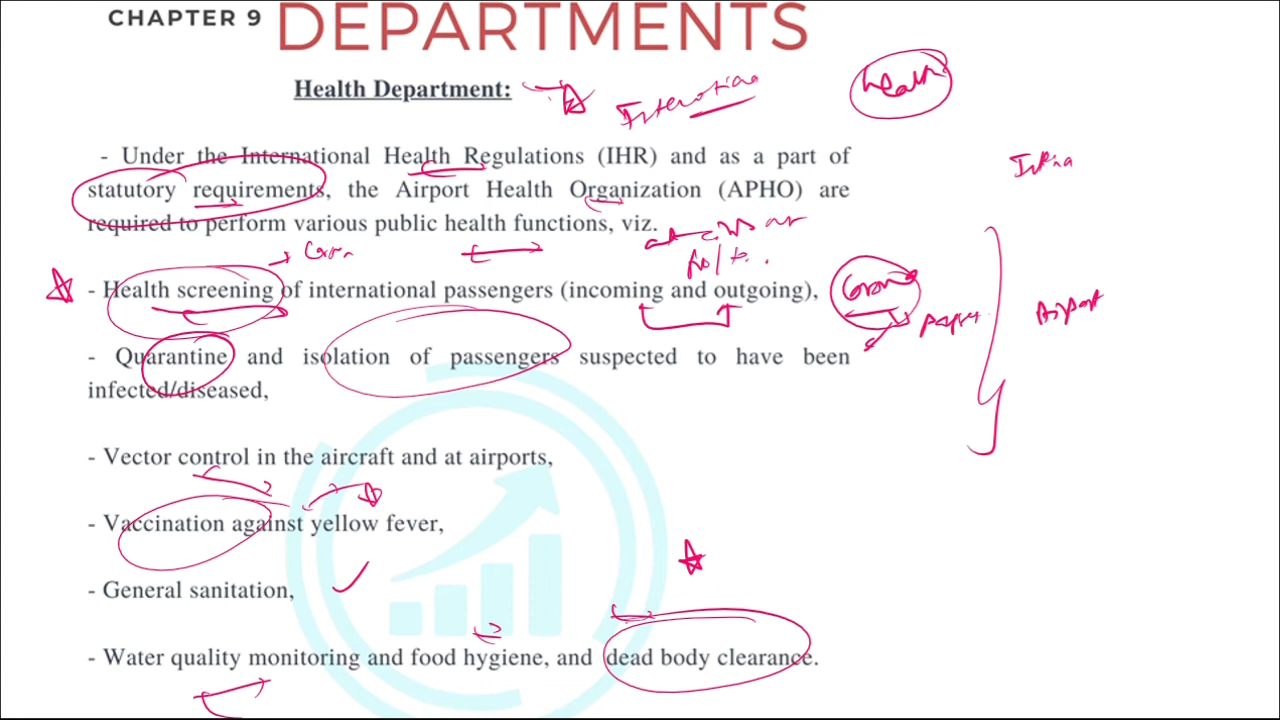 CHAPTER 9 DEPARTMENTS
Health Department:
health
- Under the International Health Regulations (IHR) and as a part of
statutory requirements, the Airport Health Organization (APHO) are
required to perform various public health functions, viz.
- Health screening of international passengers (incoming and outgoing),
Airport
- Quarantine and isolation of passengers suspected to have been
infected/diseased,
- Vector control in the aircraft and at airports,
- Vaccination against yellow fever,
- General sanitation,
- Water quality monitoring and food hygiene, and dead body clearance.